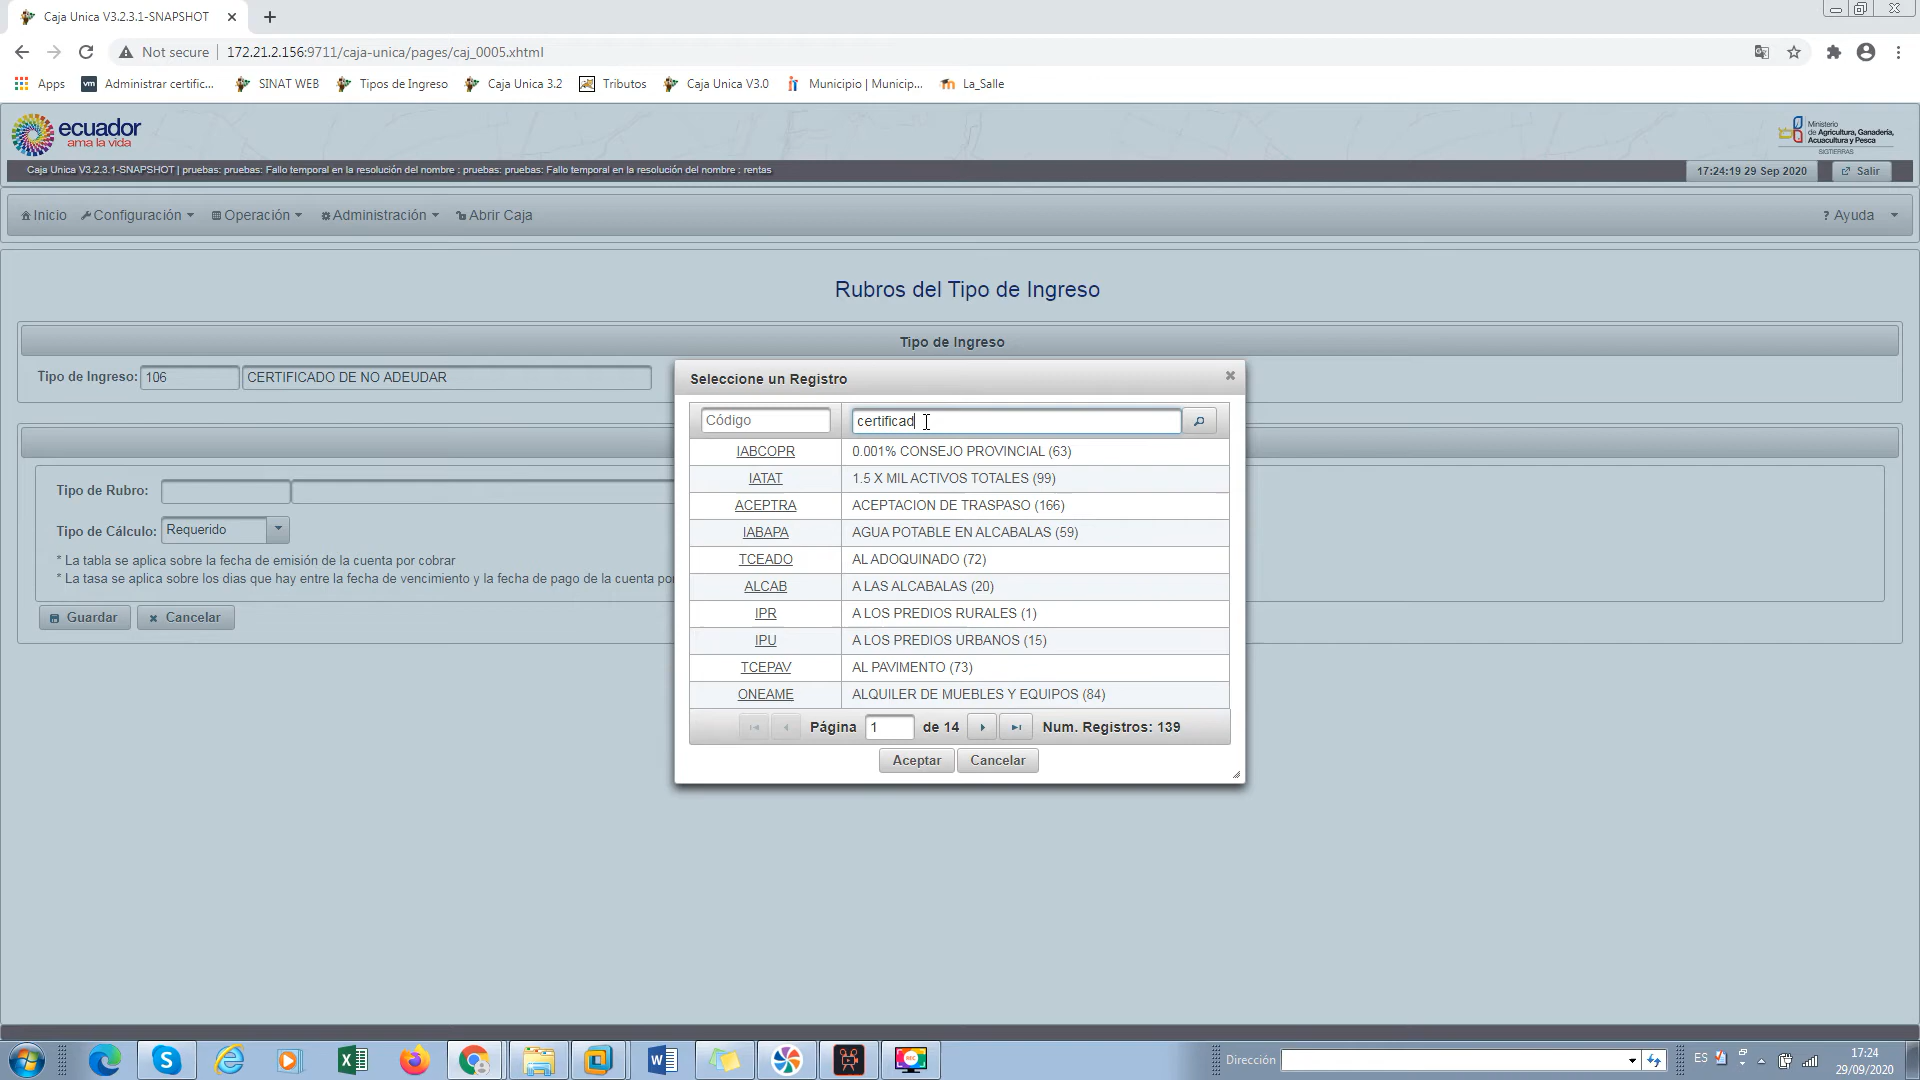 Caja Unica V3.2.3.1-SNAPSHOT
Not secure 172.21.2.156:9711/caja-unica/pages/caj_0005.xhtml
Apps Administrar certific... SINAT WEB Tipos de Ingreso Caja Unica 3.2 Tributos Caja Unica V3.0 Municipio | Municip... La_Salle
ecuador
ama la vida
Ministerio
de Agricultura, Ganadería,
Acuacultura y Pesca
SIGTIERRAS
Caja Unica V3.2.3.1-SNAPSHOT | pruebas: pruebas: Fallo temporal en la resolución del nombre : pruebas: pruebas: Fallo temporal en la resolución del nombre : rentas
17:24:19 29 Sep 2020 Salir
Inicio Configuración Operación Administración Abrir Caja ? Ayuda
Rubros del Tipo de Ingreso
Tipo de Ingreso
Tipo de Ingreso: 106 CERTIFICADO DE NO ADEUDAR
Tipo de Rubro:
Tipo de Cálculo: Requerido
* La tabla se aplica sobre la fecha de emisión de la cuenta por cobrar
* La tasa se aplica sobre los dias que hay entre la fecha de vencimiento y la fecha de pago de la cuenta por
Guardar Cancelar
Seleccione un Registro
Código certificad
IABCOPR 0.001% CONSEJO PROVINCIAL (63)
IATAT 1.5 X MIL ACTIVOS TOTALES (99)
ACEPTRA ACEPTACION DE TRASPASO (166)
IABAPA AGUA POTABLE EN ALCABALAS (59)
TCEADO AL ADOQUINADO (72)
ALCAB A LAS ALCABALAS (20)
IPR A LOS PREDIOS RURALES (1)
IPU A LOS PREDIOS URBANOS (15)
TCEPAV AL PAVIMENTO (73)
ONEAME ALQUILER DE MUEBLES Y EQUIPOS (84)
Página 1 de 14 Num. Registros: 139
Aceptar Cancelar
Dirección ES 17:24
29/09/2020